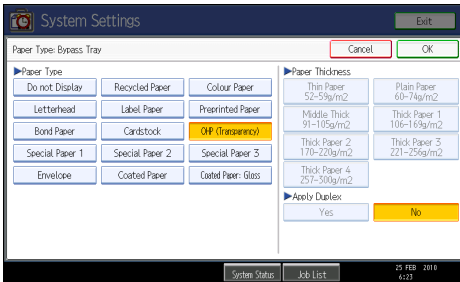 System Settings
Exit
Paper Type: Bypass Tray
Cancel
OK
▶Paper Type
Do not Display
Recycled Paper
Colour Paper
Letterhead
Label Paper
Preprinted Paper
Bond Paper
Cardstock
OHP (Transparency)
Special Paper 1
Special Paper 2
Special Paper 3
Envelope
Coated Paper
Coated Paper: Gloss
▶Paper Thickness
Thin Paper
52-59g/m2
Plain Paper
60-74g/m2
Middle Thick
91-105g/m2
Thick Paper 1
106-169g/m2
Thick Paper 2
170-220g/m2
Thick Paper 3
221-256g/m2
Thick Paper 4
257-300g/m2
▶Apply Duplex
Yes
No
System Status
Job List
25 FEB 2010
6:23